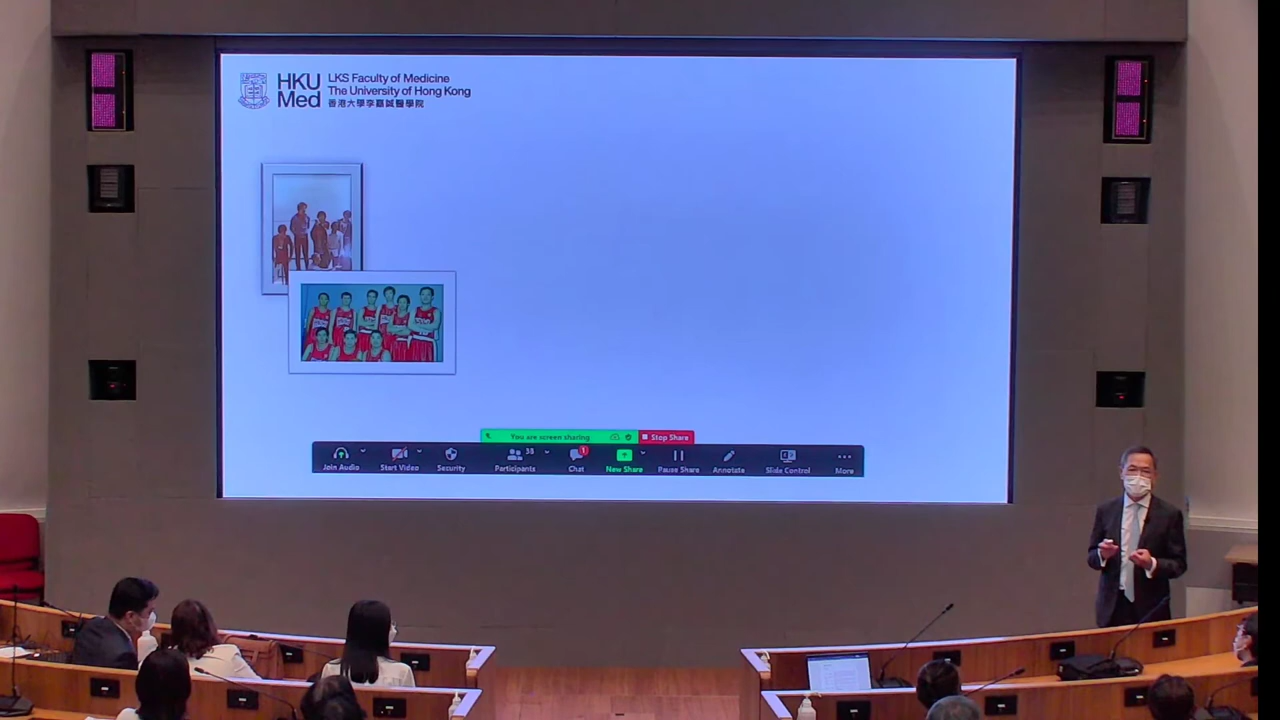 HKU
Med
LKS Faculty of Medicine
The University of Hong Kong
香港大學李嘉誠醫學院
You are screen sharing
Stop Share
Join Audio
Start Video
Security
Participants
38
Chat
1
New Share
Pause Share
Annotate
Slide Control
More